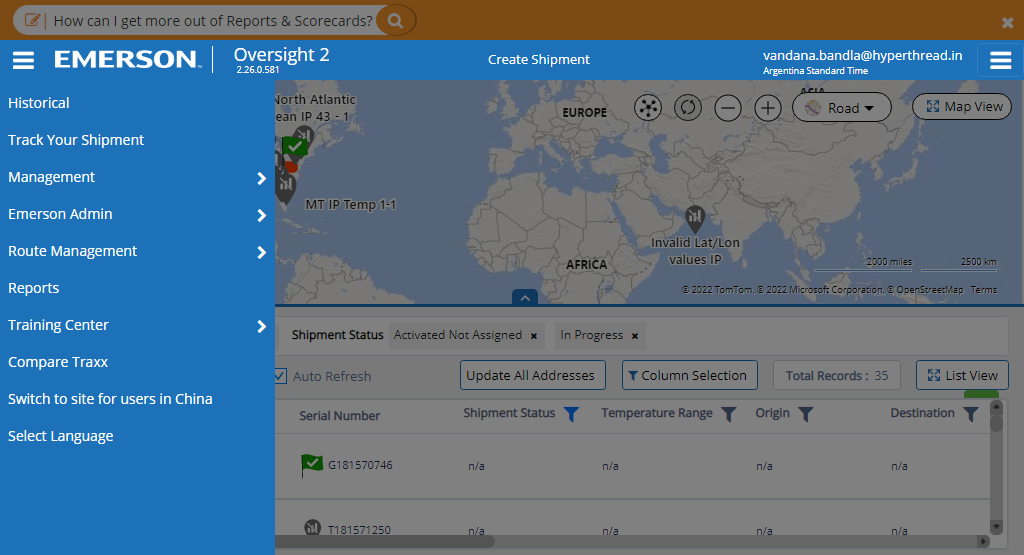 How can I get more out of Reports & Scorecards?
EMERSON
Oversight 2
2.26.0.581
Create Shipment
vandana.bandla@hyperthread.in
Argentina Standard Time
Historical
Track Your Shipment
Management
Emerson Admin
Route Management
Reports
Training Center
Compare Traxx
Switch to site for users in China
Select Language
North Atlantic
ean IP 43 - 1
MT IP Temp 1-1
EUROPE
ASIA
AFRICA
Invalid Lat/Lon
values IP
Road
Map View
2000 miles
2500 km
© 2022 TomTom, © 2022 Microsoft Corporation, © OpenStreetMap Terms
Shipment Status
Activated Not Assigned ×
In Progress ×
Auto Refresh
Update All Addresses
Column Selection
Total Records : 35
List View
Serial Number
Shipment Status
Temperature Range
Origin
Destination
G181570746 n/a n/a n/a n/a
T181571250 n/a n/a n/a n/a